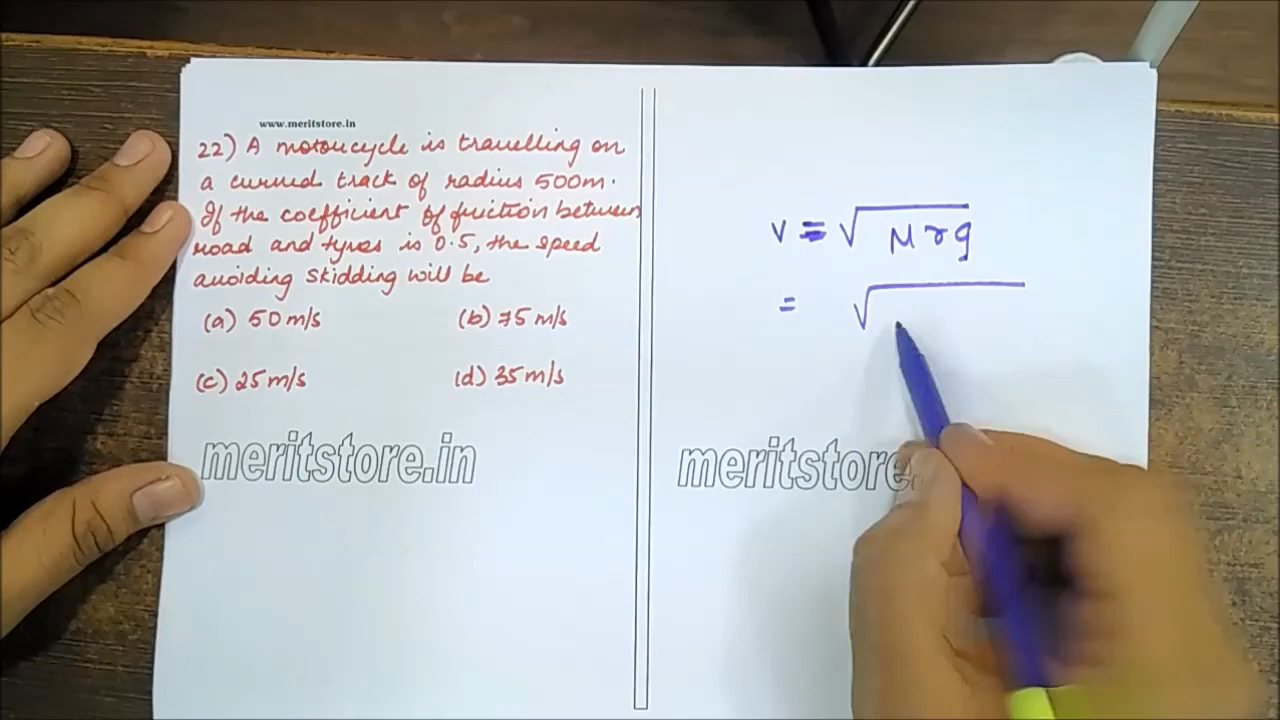 www.meritstore.in
22) A motorcycle is travelling on
a curved track of radius 500m.
If the coefficient of friction between
road and tyres is 0.5, the speed
avoiding skidding will be
(a) 50 m/s (b) 75 m/s
(c) 25 m/s (d) 35 m/s
meritstore.in
v = √μrg
= √
meritstore.